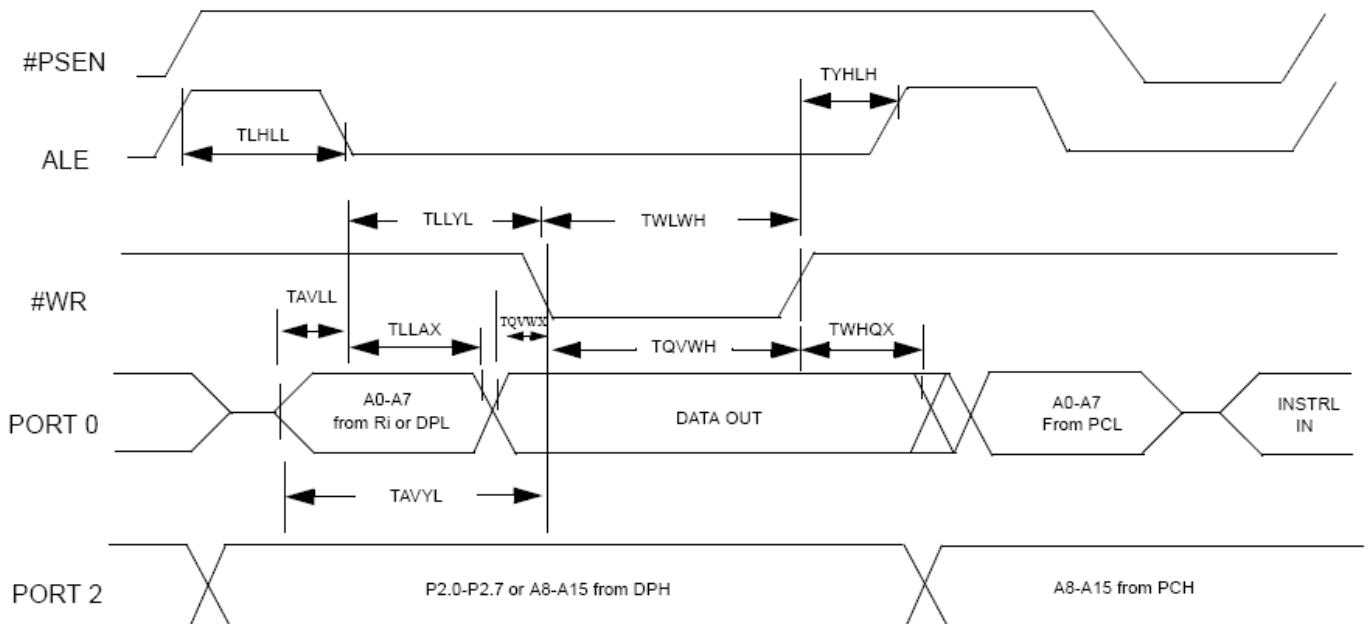 #PSEN
TYHLH
TLHLL
ALE
TLLYL
TWLWH
#WR
TAVLL
TQVWX
TLLAX
TQVWH
TWHQX
PORT 0
A0-A7
from Ri or DPL
DATA OUT
A0-A7
From PCL
INSTRL
IN
TAVYL
PORT 2
P2.0-P2.7 or A8-A15 from DPH
A8-A15 from PCH